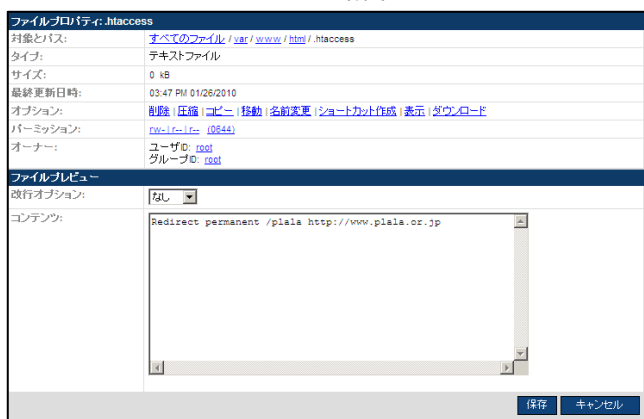 ファイルプロパティ: .htaccess
対象とパス: すべてのファイル / var / www / html / .htaccess
タイプ: テキストファイル
サイズ: 0 kB
最終更新日時: 03:47 PM 01/26/2010
オプション: 削除 | 圧縮 | コピー | 移動 | 名前変更 | ショートカット作成 | 表示 | ダウンロード
パーミッション: rw- | r-- | r-- (0644)
オーナー: ユーザID: root
グループID: root
ファイルプレビュー
改行オプション: なし
コンテンツ: Redirect permanent /plala http://www.plala.or.jp
保存 キャンセル